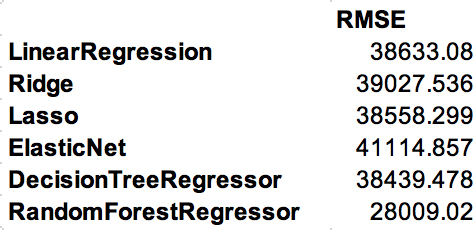 RMSE
LinearRegression 38633.08
Ridge 39027.536
Lasso 38558.299
ElasticNet 41114.857
DecisionTreeRegressor 38439.478
RandomForestRegressor 28009.02